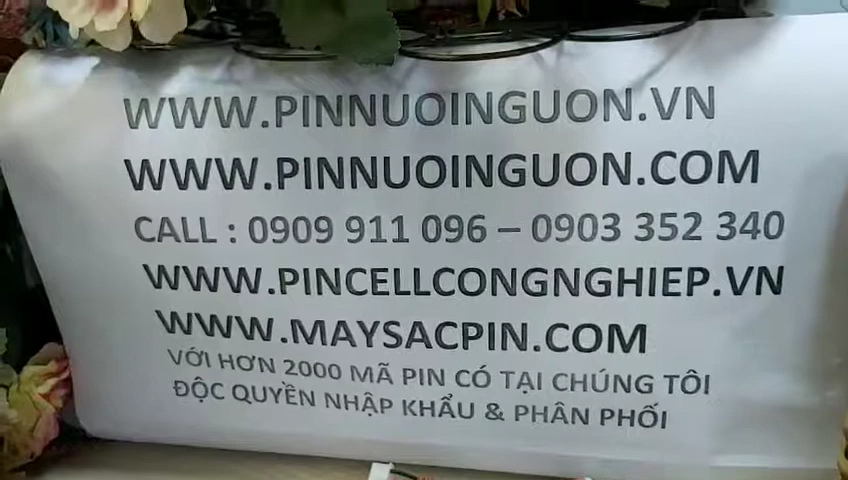 WWW.PINNUOINGUON.VN
WWW.PINNUOINGUON.COM
CALL : 0909 911 096 – 0903 352 340
WWW.PINCELLCONGNGHIEP.VN
WWW.MAYSACPIN.COM
VỚI HƠN 2000 MÃ PIN CÓ TẠI CHÚNG TÔI
ĐỘC QUYỀN NHẬP KHẨU & PHÂN PHỐI